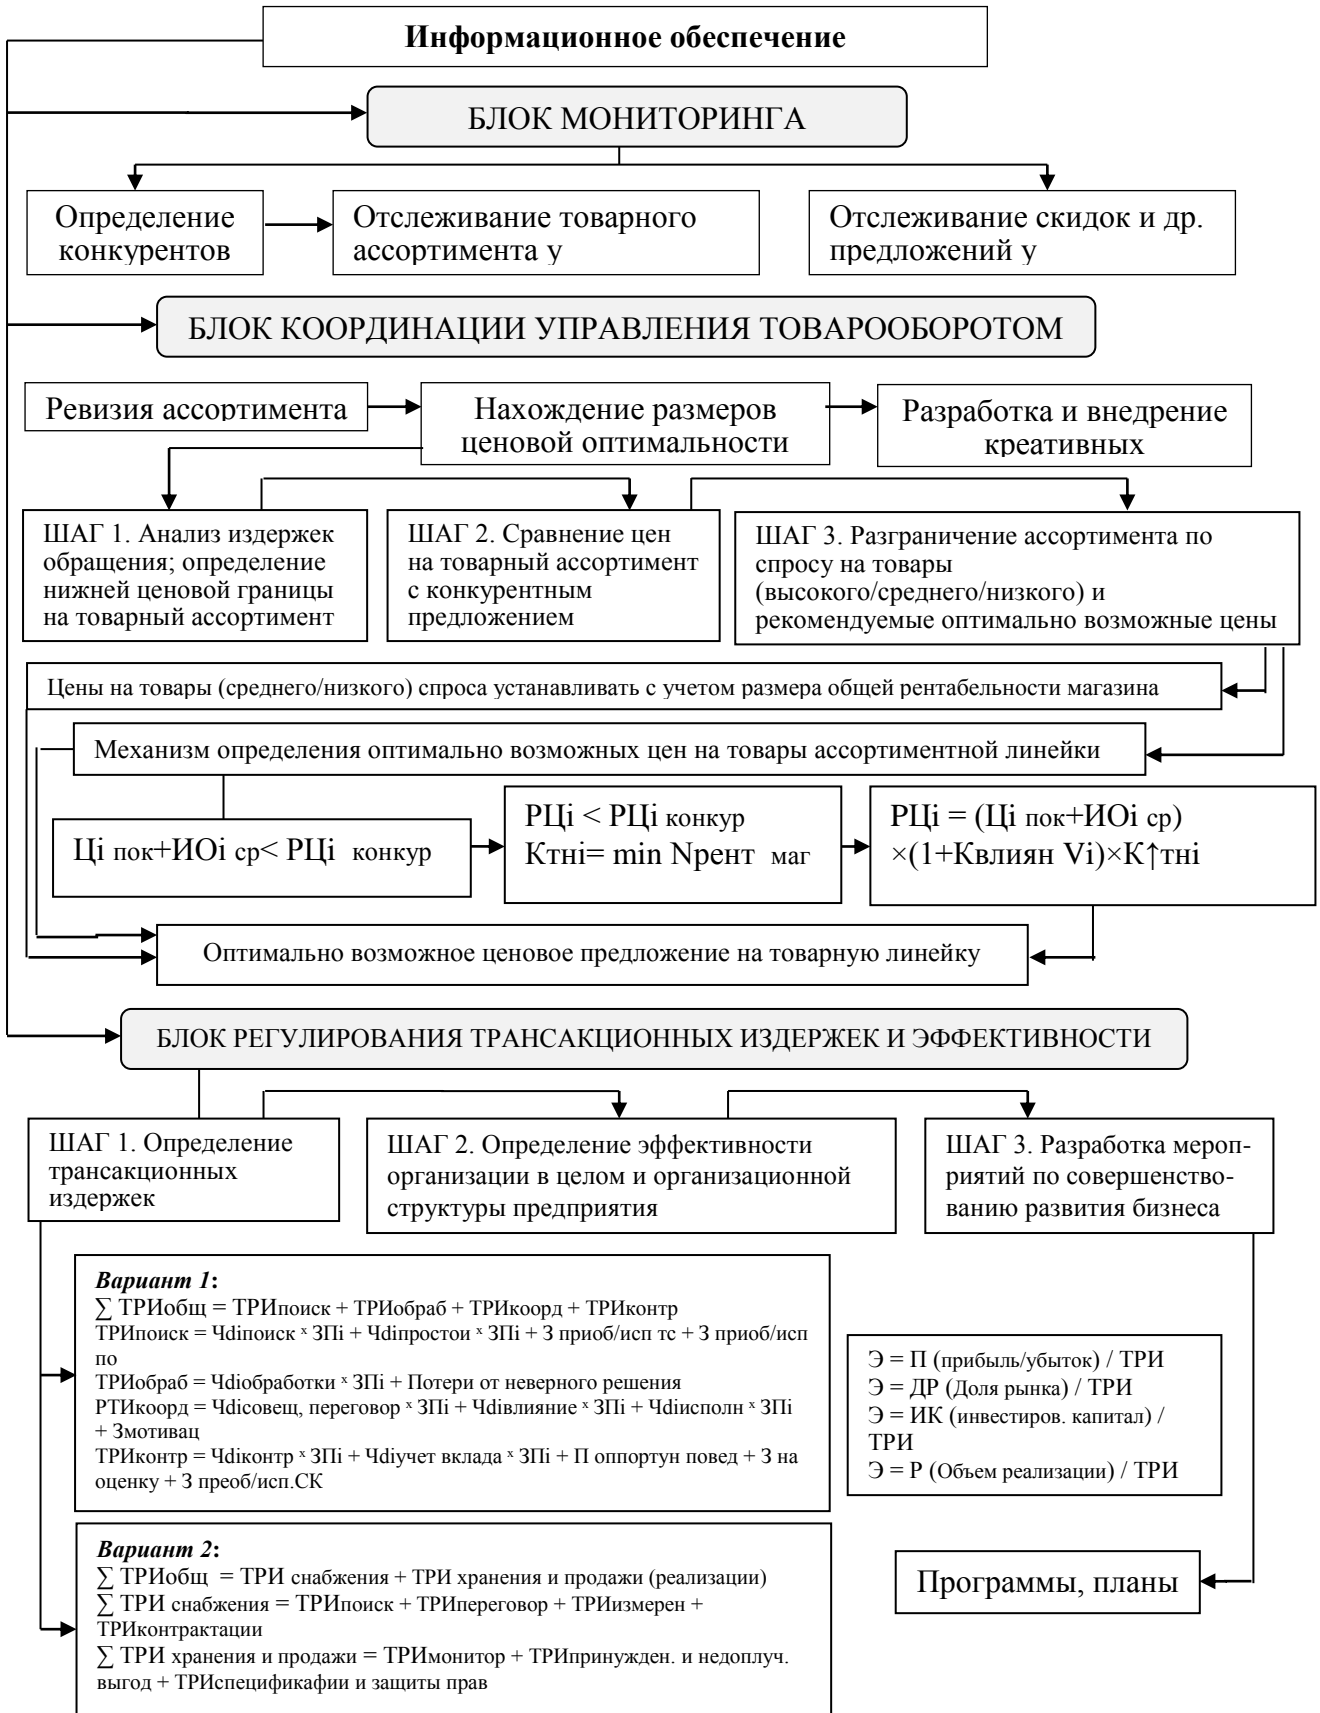 Информационное обеспечение
БЛОК МОНИТОРИНГА
Определение
конкурентов
Отслеживание товарного
ассортимента у
Отслеживание скидок и др.
предложений у
БЛОК КООРДИНАЦИИ УПРАВЛЕНИЯ ТОВАРООБОРОТОМ
Ревизия ассортимента
Нахождение размеров
ценовой оптимальности
Разработка и внедрение
креативных
ШАГ 1. Анализ издержек
обращения; определение
нижней ценовой границы
на товарный ассортимент
ШАГ 2. Сравнение цен
на товарный ассортимент
с конкурентным
предложением
ШАГ 3. Разграничение ассортимента по
спросу на товары
(высокого/среднего/низкого) и
рекомендуемые оптимально возможные цены
Цены на товары (среднего/низкого) спроса устанавливать с учетом размера общей рентабельности магазина
Механизм определения оптимально возможных цен на товары ассортиментной линейки
Цi пок+ИОi ср< РЦi конкур
РЦi < РЦi конкур
Ктнi= min Nрент маг
РЦi = (Цi пок+ИОi ср)
×(1+Квлиян Vi)×К↑тнi
Оптимально возможное ценовое предложение на товарную линейку
БЛОК РЕГУЛИРОВАНИЯ ТРАНСАКЦИОННЫХ ИЗДЕРЖЕК И ЭФФЕКТИВНОСТИ
ШАГ 1. Определение
трансакционных
издержек
ШАГ 2. Определение эффективности
организации в целом и организационной
структуры предприятия
ШАГ 3. Разработка мероп-
риятий по совершенство-
ванию развития бизнеса
Вариант 1:
∑ ТРИобщ = ТРИпоиск + ТРИобраб + ТРИкоорд + ТРИконтр
ТРИпоиск = Чdiпоиск х ЗПi + Чdiпростои х ЗПi + З приоб/исп тс + З приоб/исп
по
ТРИобраб = Чdiобработки х ЗПi + Потери от неверного решения
РТИкоорд = Чdiсовещ, переговор х ЗПi + Чdiвлияние х ЗПi + Чdiисполн х ЗПi
+ Змотивац
ТРИконтр = Чdiконтр х ЗПi + Чdiучет вклада х ЗПi + П оппортун повед + З на
оценку + З преоб/исп.СК
Э = П (прибыль/убыток) / ТРИ
Э = ДР (Доля рынка) / ТРИ
Э = ИК (инвестиров. капитал) /
ТРИ
Э = Р (Объем реализации) / ТРИ
Вариант 2:
∑ ТРИобщ = ТРИ снабжения + ТРИ хранения и продажи (реализации)
∑ ТРИ снабжения = ТРИпоиск + ТРИпереговор + ТРИизмерен +
ТРИконтрактации
∑ ТРИ хранения и продажи = ТРИмонитор + ТРИпринужден. и недоплуч.
выгод + ТРИспецификафии и защиты прав
Программы, планы